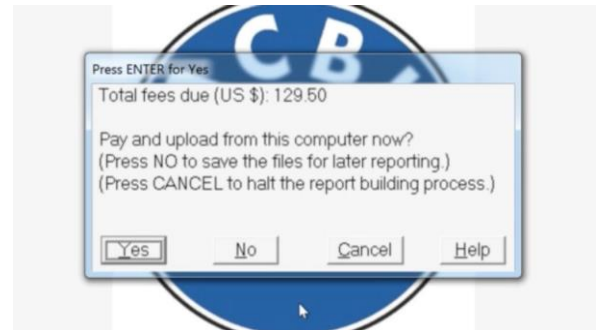 C B
Press ENTER for Yes
Total fees due (US $): 129.50
Pay and upload from this computer now?
(Press NO to save the files for later reporting.)
(Press CANCEL to halt the report building process.)
Yes No Cancel Help